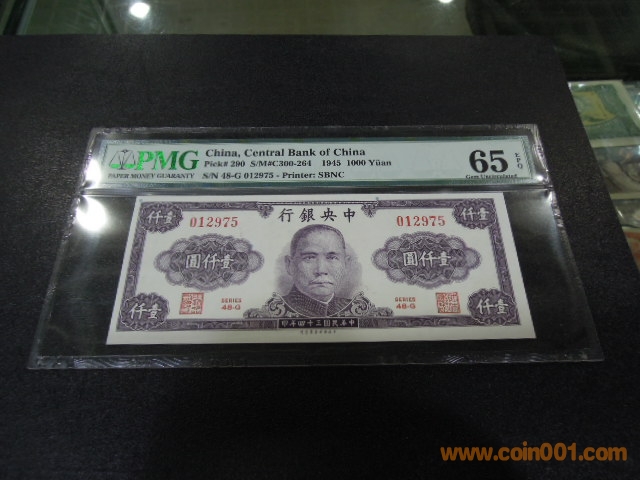 PMG
PAPER MONEY GUARANTY
China, Central Bank of China
Pick# 290 S/M#C300-264 1945 1000 Yüan
S/N 48-G 012975 - Printer: SBNC
65 EPQ
Gem Uncirculated
仟壹 行銀央中 仟壹
012975 012975
圓仟壹 圓仟壹
SERIES 48-G
SERIES 48-G
仟壹 印年四十三國民華中 仟壹
www.coin001.com